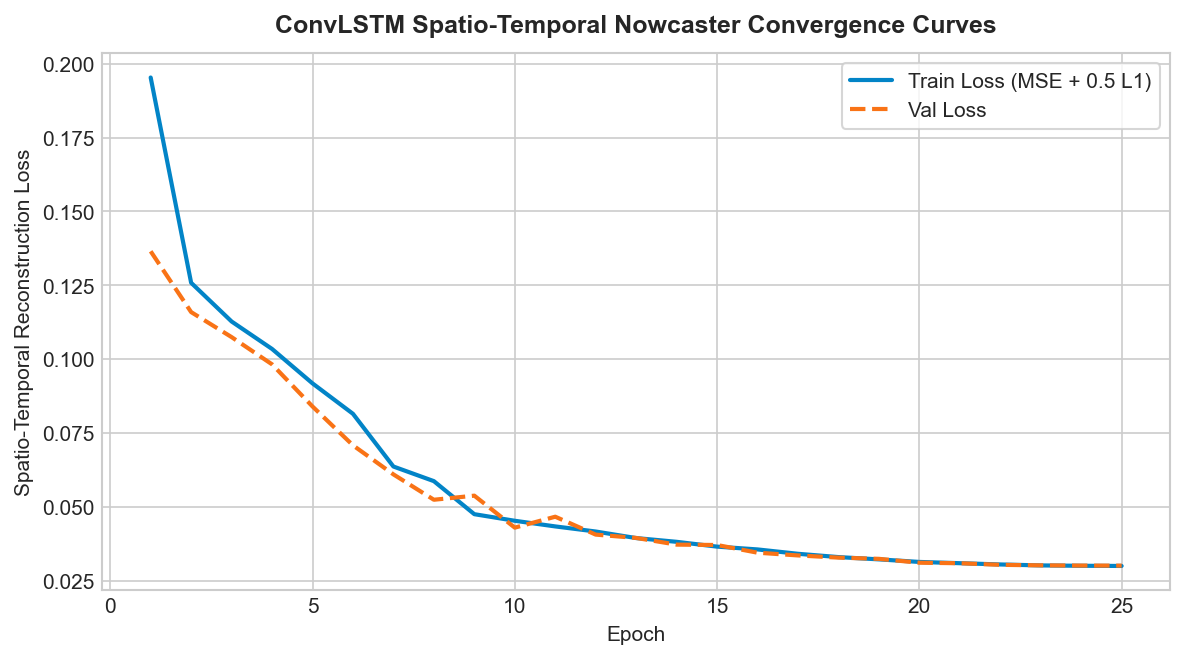 ConvLSTM Spatio-Temporal Nowcaster Convergence Curves
Train Loss (MSE + 0.5 L1)
Val Loss
Spatio-Temporal Reconstruction Loss
0.200
0.175
0.150
0.125
0.100
0.075
0.050
0.025
0 5 10 15 20 25
Epoch